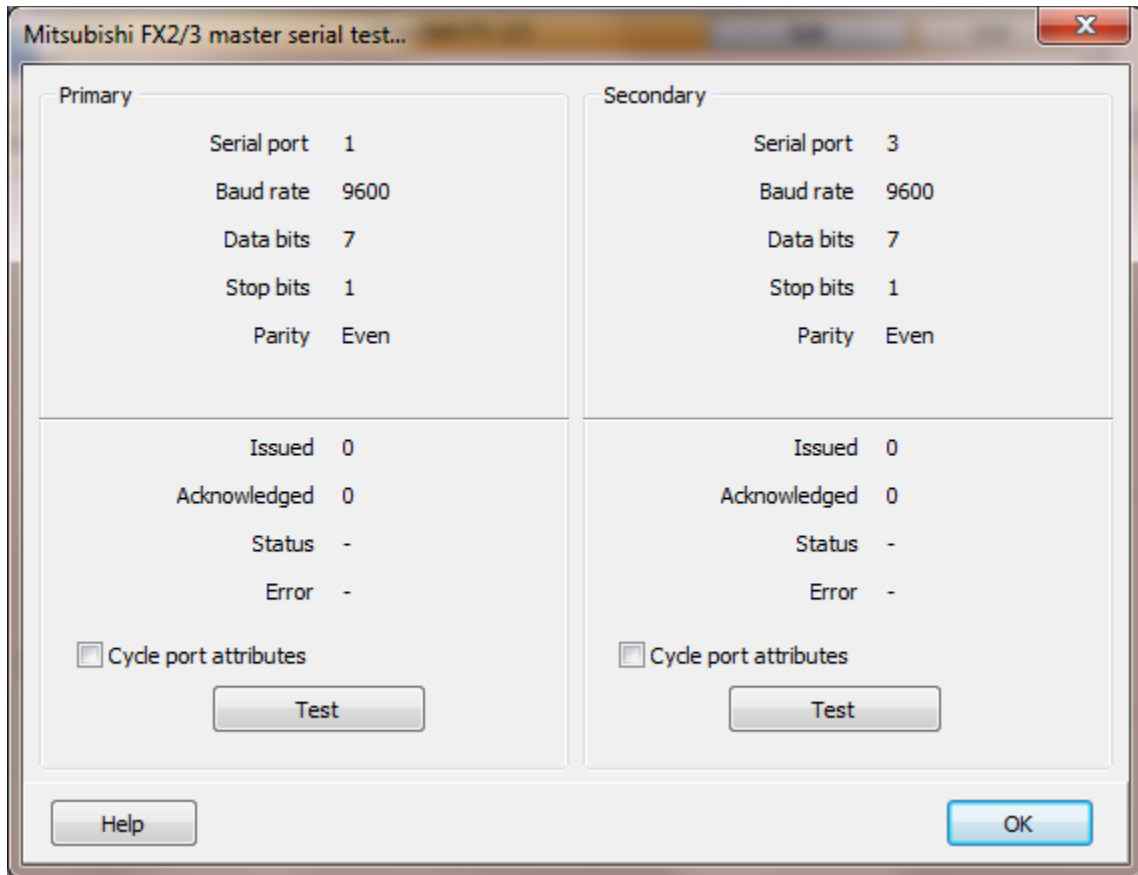 Mitsubishi FX2/3 master serial test...
Primary
Serial port 1
Baud rate 9600
Data bits 7
Stop bits 1
Parity Even
Issued 0
Acknowledged 0
Status -
Error -
Cycle port attributes
Test
Secondary
Serial port 3
Baud rate 9600
Data bits 7
Stop bits 1
Parity Even
Issued 0
Acknowledged 0
Status -
Error -
Cycle port attributes
Test
Help
OK